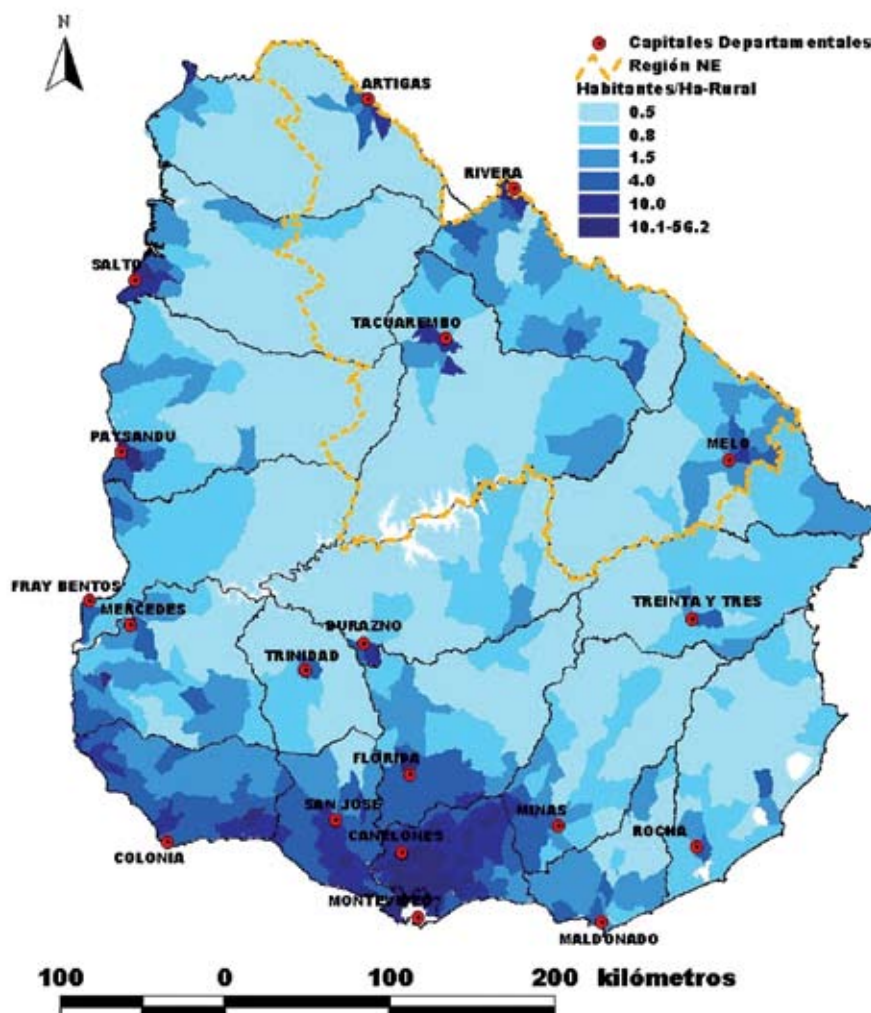 N
Capitales Departamentales
Región NE
Habitantes/Ha-Rural
0.5
0.8
1.5
4.0
10.0
10.1-56.2
ARTIGAS
RIVERA
SALTO
TACUAREMBO
PAYSANDU
MELO
FRAY BENTOS
MERCEDES
DURAZNO
TREINTA Y TRES
TRINIDAD
FLORIDA
SAN JOSE
MINAS
CANELONES
ROCHA
COLONIA
MONTEVIDEO
MALDONADO
100 0 100 200 kilómetros